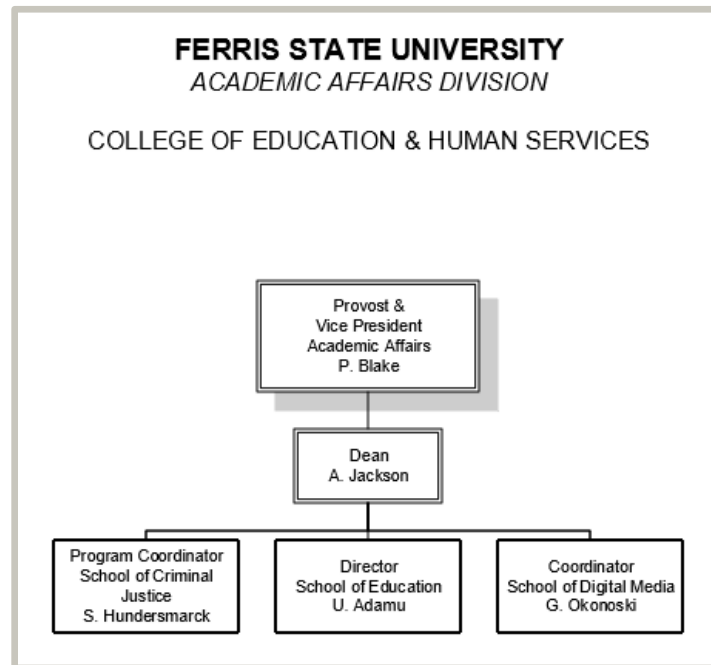 FERRIS STATE UNIVERSITY
ACADEMIC AFFAIRS DIVISION
COLLEGE OF EDUCATION & HUMAN SERVICES
Provost &
Vice President
Academic Affairs
P. Blake
Dean
A. Jackson
Program Coordinator
School of Criminal
Justice
S. Hundersmarck
Director
School of Education
U. Adamu
Coordinator
School of Digital Media
G. Okonoski